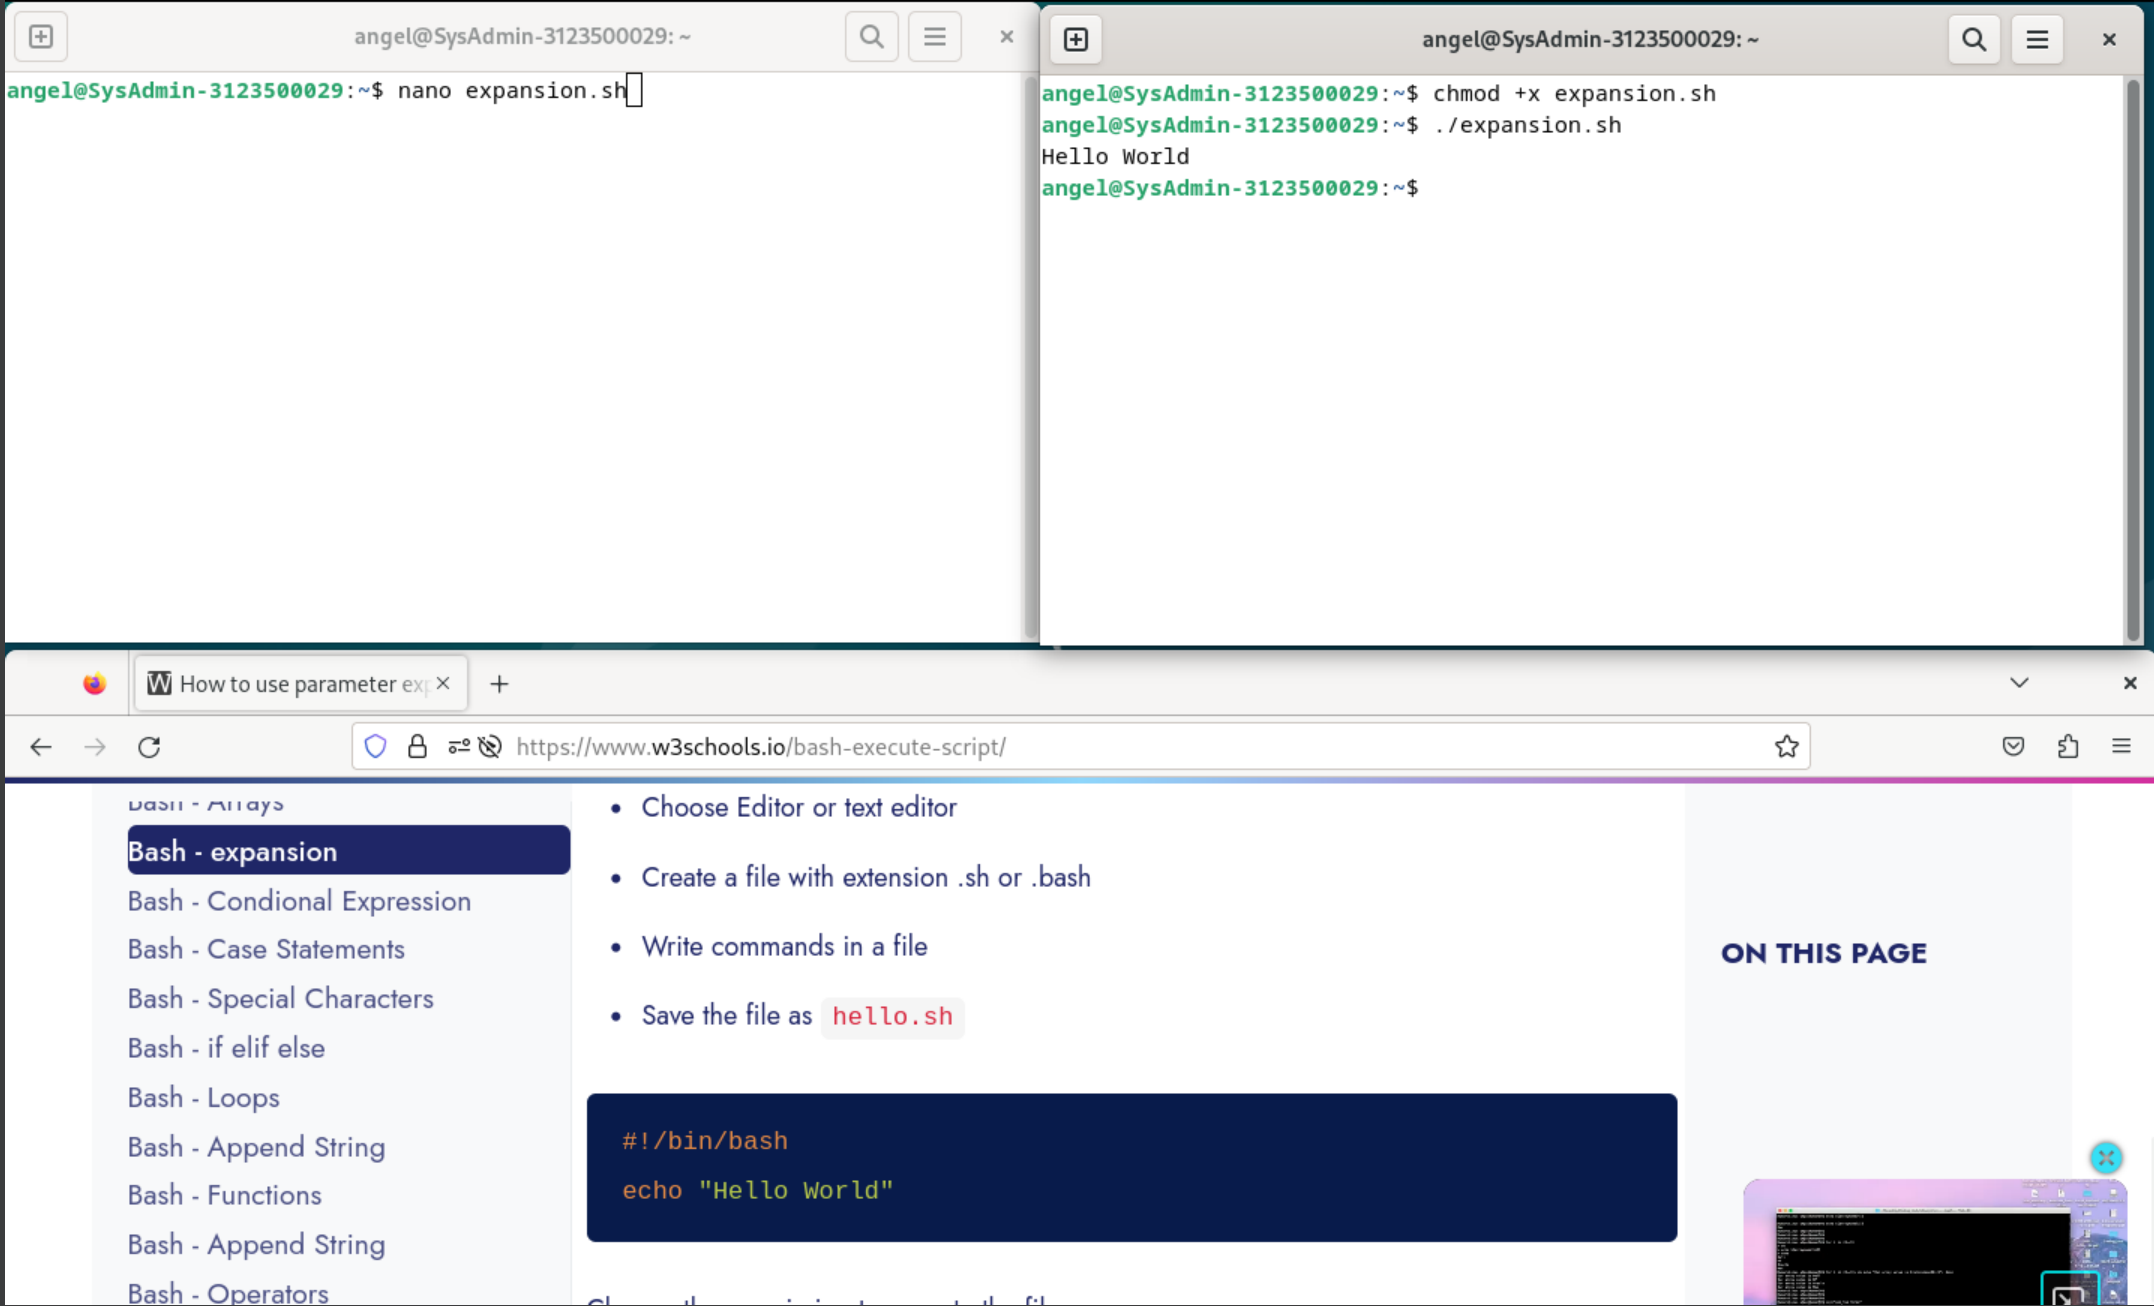 angel@SysAdmin-3123500029: ~
angel@SysAdmin-3123500029:~$ nano expansion.sh
angel@SysAdmin-3123500029: ~
angel@SysAdmin-3123500029:~$ chmod +x expansion.sh
angel@SysAdmin-3123500029:~$ ./expansion.sh
Hello World
angel@SysAdmin-3123500029:~$
How to use parameter exp
https://www.w3schools.io/bash-execute-script/
Bash - Arrays
Bash - expansion
Bash - Condional Expression
Bash - Case Statements
Bash - Special Characters
Bash - if elif else
Bash - Loops
Bash - Append String
Bash - Functions
Bash - Append String
Bash - Operators
Choose Editor or text editor
Create a file with extension .sh or .bash
Write commands in a file
Save the file as hello.sh
#!/bin/bash
echo "Hello World"
ON THIS PAGE